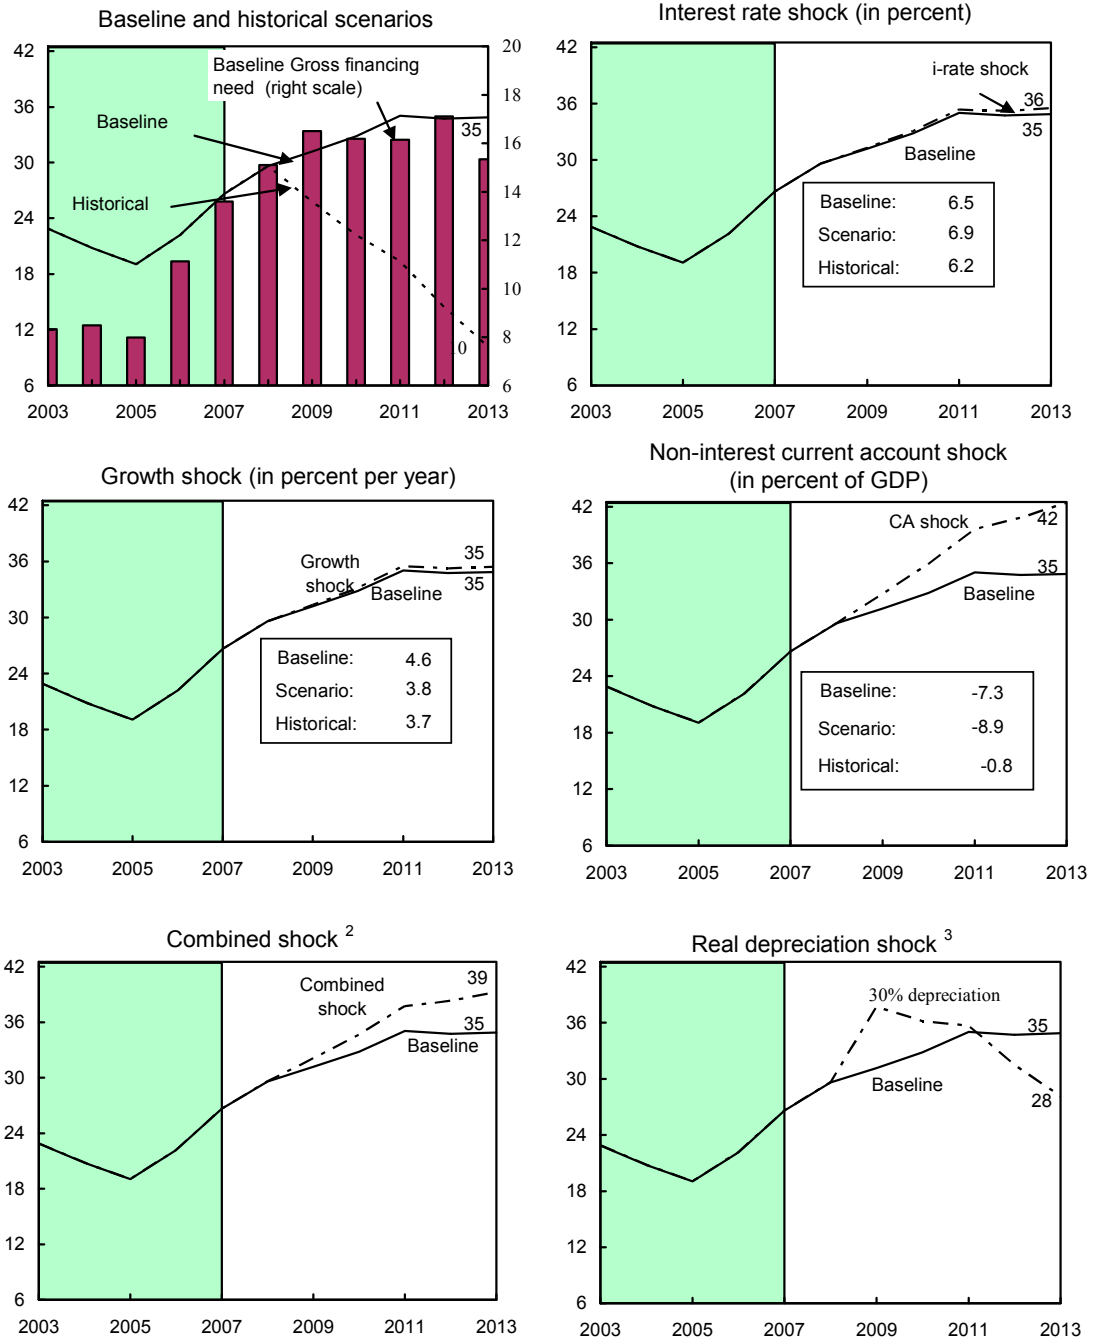 Baseline and historical scenarios
42
36
30
24
18
12
6
20
18
16
14
12
10
8
6
Baseline Gross financing
need (right scale)
Baseline
Historical
35
10
2003 2005 2007 2009 2011 2013
Interest rate shock (in percent)
42
36
30
24
18
12
6
i-rate shock
36
35
Baseline
Baseline: 6.5
Scenario: 6.9
Historical: 6.2
2003 2005 2007 2009 2011 2013
Growth shock (in percent per year)
42
36
30
24
18
12
6
Growth
shock
35
35
Baseline
Baseline: 4.6
Scenario: 3.8
Historical: 3.7
2003 2005 2007 2009 2011 2013
Non-interest current account shock
(in percent of GDP)
42
36
30
24
18
12
6
CA shock
42
35
Baseline
Baseline: -7.3
Scenario: -8.9
Historical: -0.8
2003 2005 2007 2009 2011 2013
Combined shock 2
42
36
30
24
18
12
6
Combined
shock
39
35
Baseline
2003 2005 2007 2009 2011 2013
Real depreciation shock 3
42
36
30
24
18
12
6
30% depreciation
35
Baseline
28
2003 2005 2007 2009 2011 2013